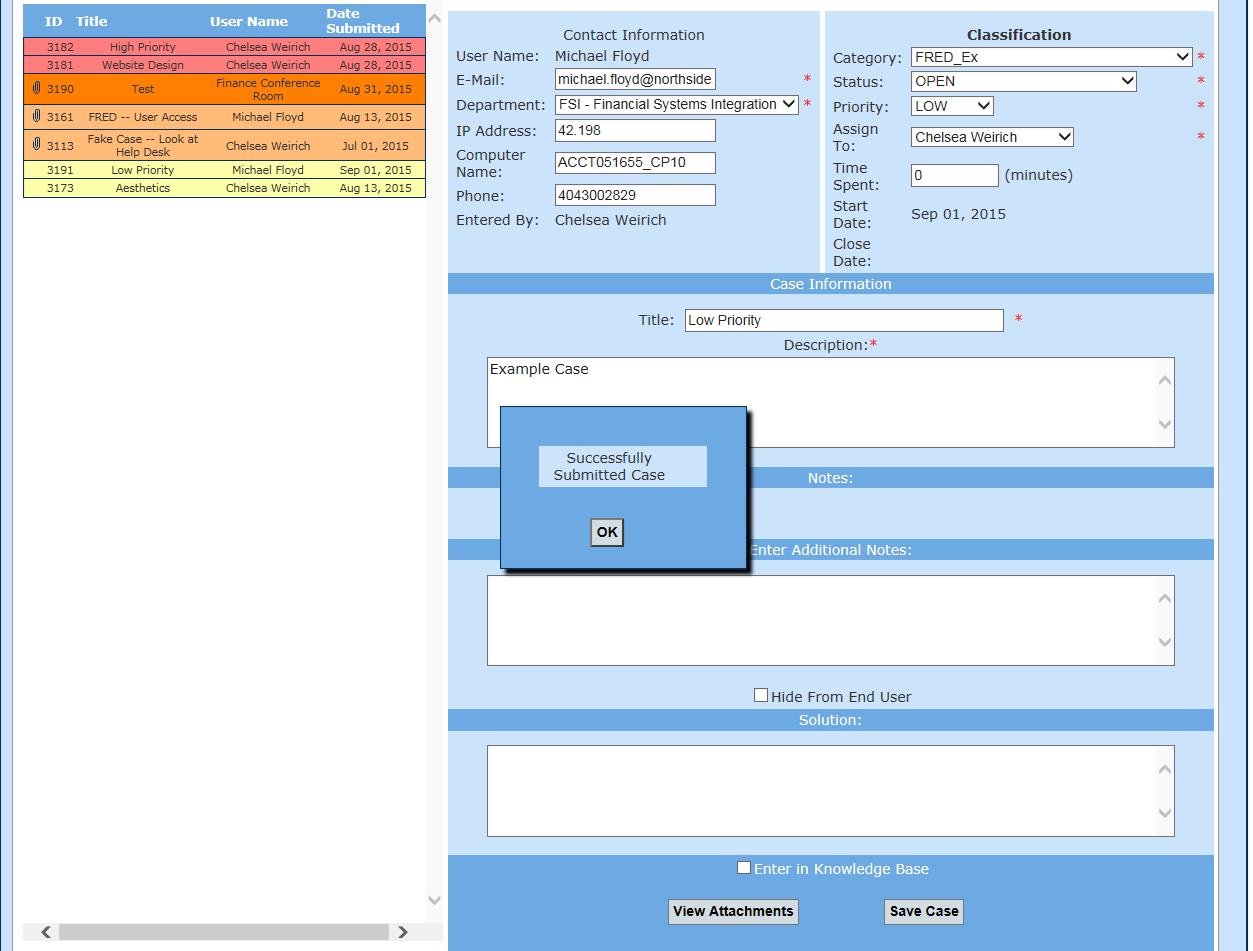 ID Title User Name Date Submitted
3182 High Priority Chelsea Weirich Aug 28, 2015
3181 Website Design Chelsea Weirich Aug 28, 2015
3190 Test Finance Conference Room Aug 31, 2015
3161 FRED -- User Access Michael Floyd Aug 13, 2015
3113 Fake Case -- Look at Help Desk Chelsea Weirich Jul 01, 2015
3191 Low Priority Michael Floyd Sep 01, 2015
3173 Aesthetics Chelsea Weirich Aug 13, 2015
Contact Information
User Name: Michael Floyd
E-Mail: michael.floyd@northside *
Department: FSI - Financial Systems Integration *
IP Address: 42.198
Computer Name: ACCT051655_CP10
Phone: 4043002829
Entered By: Chelsea Weirich
Classification
Category: FRED_Ex *
Status: OPEN *
Priority: LOW *
Assign To: Chelsea Weirich *
Time Spent: 0 (minutes)
Start Date: Sep 01, 2015
Close Date:
Case Information
Title: Low Priority *
Description:*
Example Case
Successfully
Submitted Case
OK
Notes:
Enter Additional Notes:
Hide From End User
Solution:
Enter in Knowledge Base
View Attachments Save Case